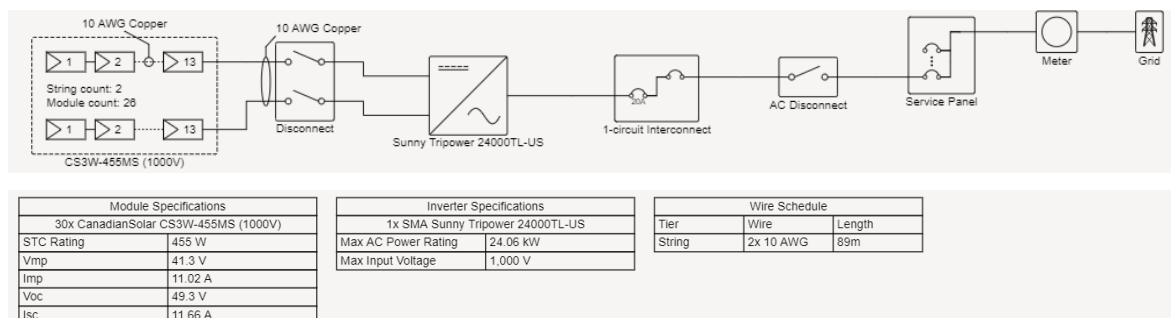 10 AWG Copper
10 AWG Copper
1
2
13
String count: 2
Module count: 26
1
2
13
CS3W-455MS (1000V)
Disconnect
Sunny Tripower 24000TL-US
20A
1-circuit Interconnect
AC Disconnect
Service Panel
Meter
Grid
Module Specifications
30x CanadianSolar CS3W-455MS (1000V)
STC Rating 455 W
Vmp 41.3 V
Imp 11.02 A
Voc 49.3 V
Isc 11.66 A
Inverter Specifications
1x SMA Sunny Tripower 24000TL-US
Max AC Power Rating 24.06 kW
Max Input Voltage 1,000 V
Wire Schedule
Tier Wire Length
String 2x 10 AWG 89m